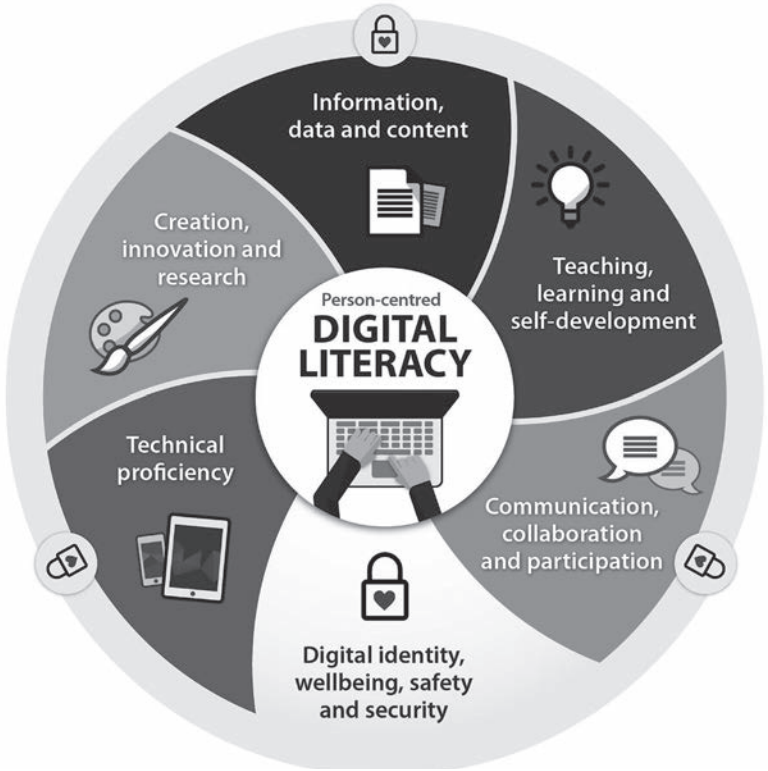 Information,
data and content
Teaching,
learning and
self-development
Communication,
collaboration
and participation
Digital identity,
wellbeing, safety
and security
Technical
proficiency
Creation,
innovation and
research
Person-centred
DIGITAL
LITERACY